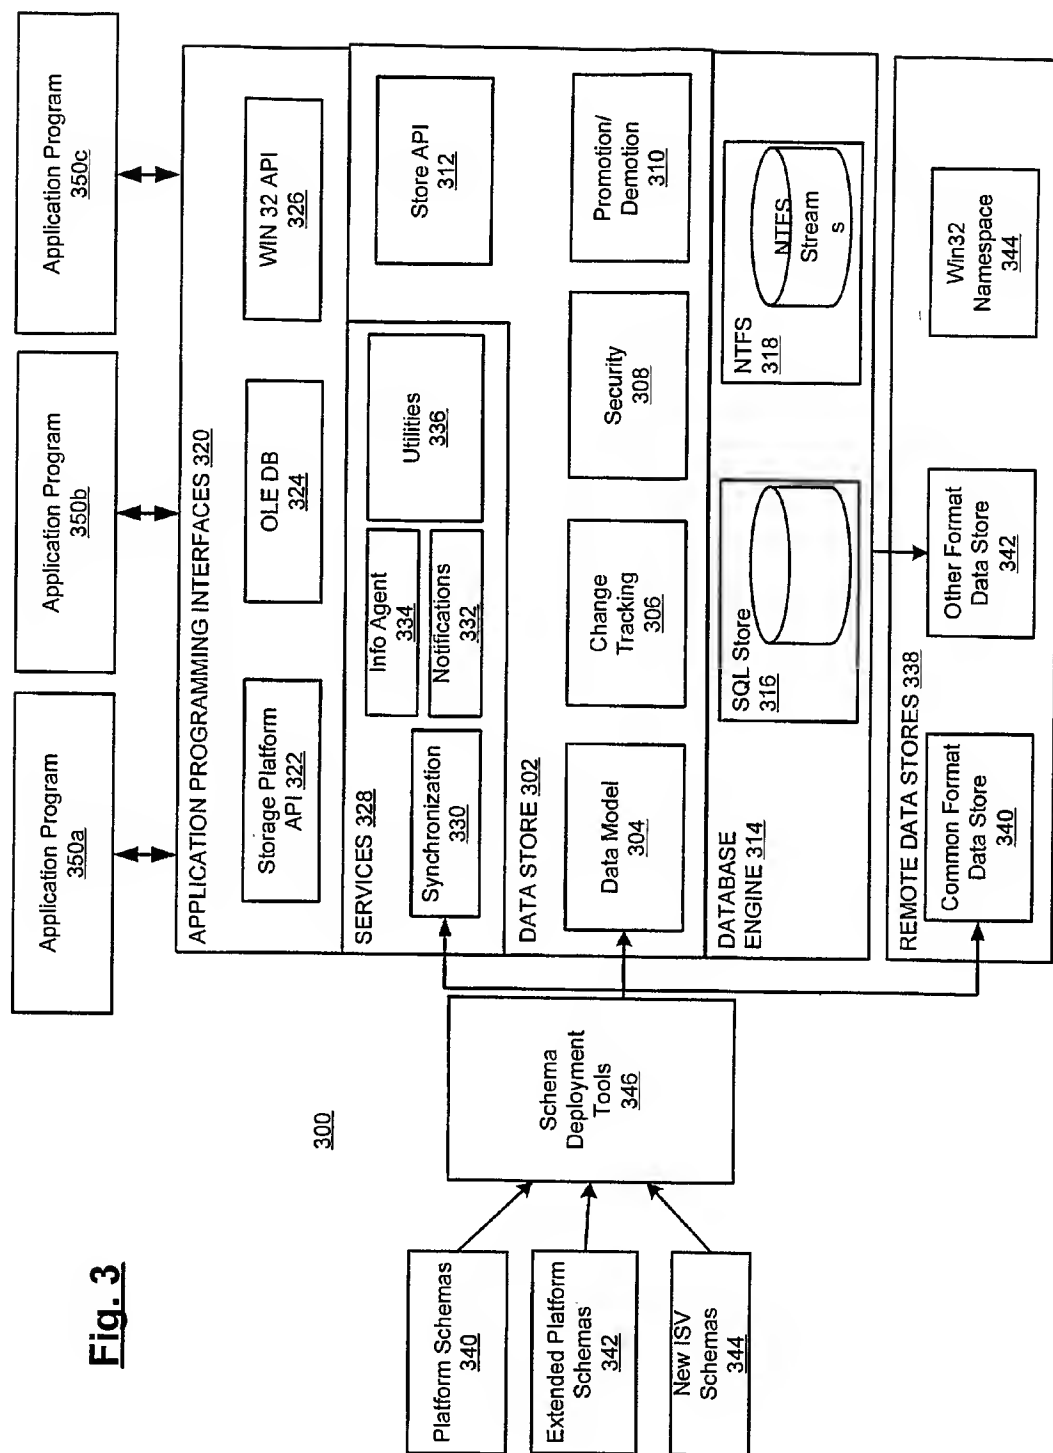 Fig. 3
300
Application Program
350a
Application Program
350b
Application Program
350c
APPLICATION PROGRAMMING INTERFACES 320
Storage Platform
API 322
OLE DB
324
WIN 32 API
326
SERVICES 328
Synchronization
330
Info Agent
334
Notifications
332
Utilities
336
Store API
312
DATA STORE 302
Data Model
304
Change
Tracking
306
Security
308
Promotion/
Demotion
310
DATABASE
ENGINE 314
SQL Store
316
NTFS
318
NTFS
Stream
s
REMOTE DATA STORES 338
Common Format
Data Store
340
Other Format
Data Store
342
Win32
Namespace
344
Schema
Deployment
Tools
346
Platform Schemas
340
Extended Platform
Schemas
342
New ISV
Schemas
344